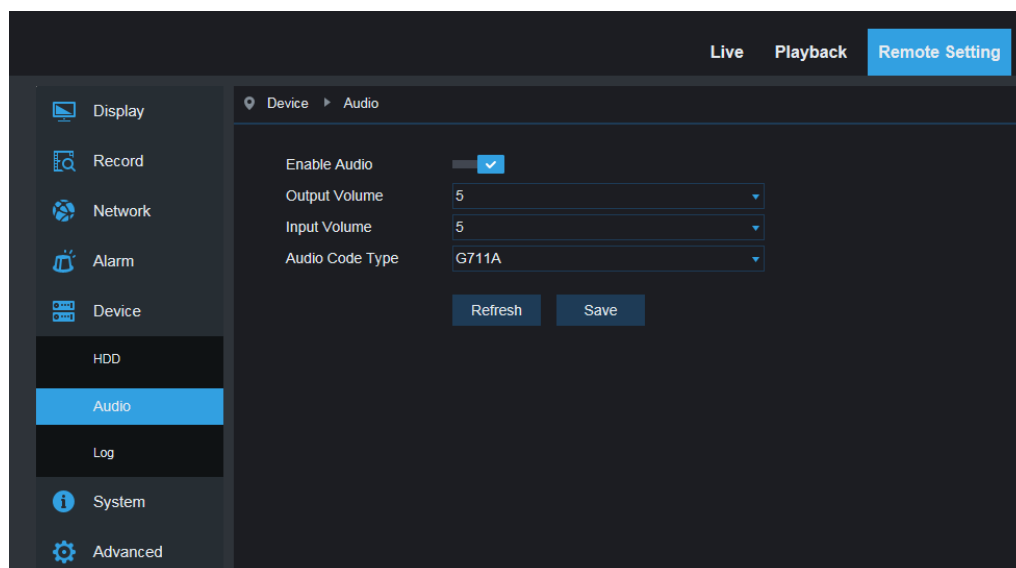 Live Playback Remote Setting
Display
Record
Network
Alarm
Device
HDD
Audio
Log
System
Advanced
Device Audio
Enable Audio
Output Volume 5
Input Volume 5
Audio Code Type G711A
Refresh Save